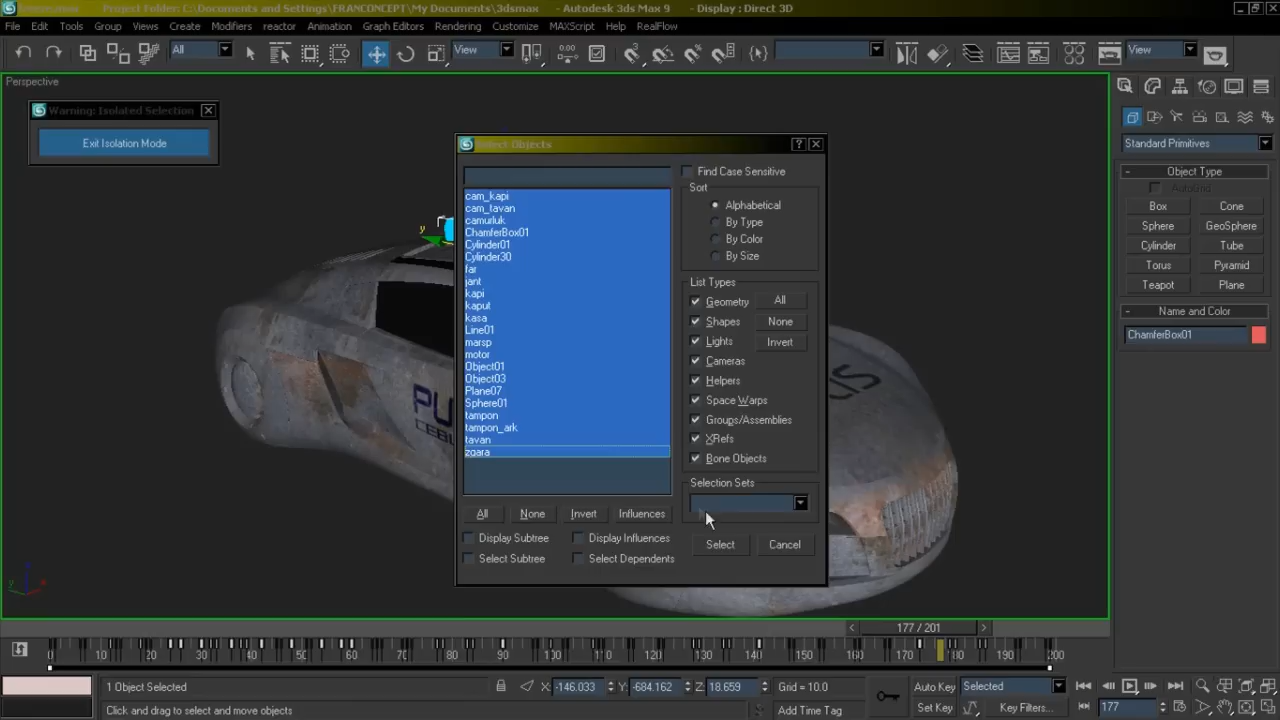 Project Folder: C:\Documents and Settings\FRANCONCEPT\My Documents\3dsmax - Autodesk 3ds Max 9 - Display : Direct 3D
File Edit Tools Group Views Create Modifiers reactor Animation Graph Editors Rendering Customize MAXScript Help RealFlow
All
View
View
Perspective
Warning: Isolated Selection
Exit Isolation Mode
Select Objects
cam_kapi
cam_tavan
camurluk
ChamferBox01
Cylinder01
Cylinder30
far
jant
kapi
kaput
kasa
Line01
marsp
motor
Object01
Object03
Plane07
Sphere01
tampon
tampon_ark
tavan
zgara
All None Invert Influences
Display Subtree Display Influences
Select Subtree Select Dependents
Find Case Sensitive
Sort
Alphabetical
By Type
By Color
By Size
List Types
Geometry All
Shapes None
Lights Invert
Cameras
Helpers
Space Warps
Groups/Assemblies
XRefs
Bone Objects
Selection Sets
Select Cancel
Standard Primitives
Object Type
AutoGrid
Box Cone
Sphere GeoSphere
Cylinder Tube
Torus Pyramid
Teapot Plane
Name and Color
ChamferBox01
177 / 201
0 10 20 30 40 50 60 70 80 90 100 110 120 130 140 150 160 170 180 190 200
1 Object Selected X: -146.033 Y: -684.162 Z: 18.659 Grid = 10.0 Auto Key Selected
Click and drag to select and move objects Add Time Tag Set Key Key Filters... 177